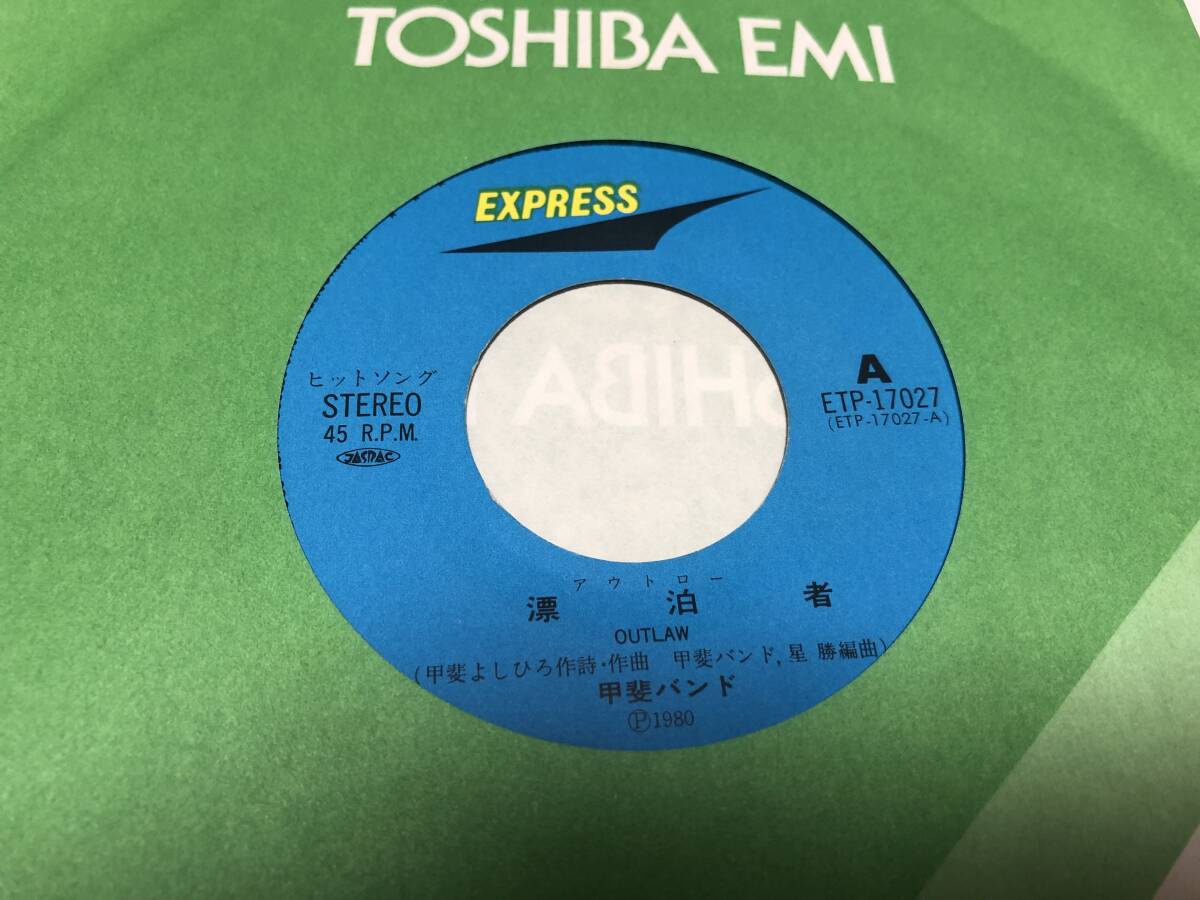 TOSHIBA EMI
EXPRESS
ヒットソング
STEREO
45 R.P.M.
JASRAC
A
ETP-17027
(ETP-17027-A)
SHIBA
アウトロー
漂泊者
OUTLAW
(甲斐よしひろ作詩・作曲 甲斐バンド, 星 勝編曲)
甲斐バンド
Ⓟ1980